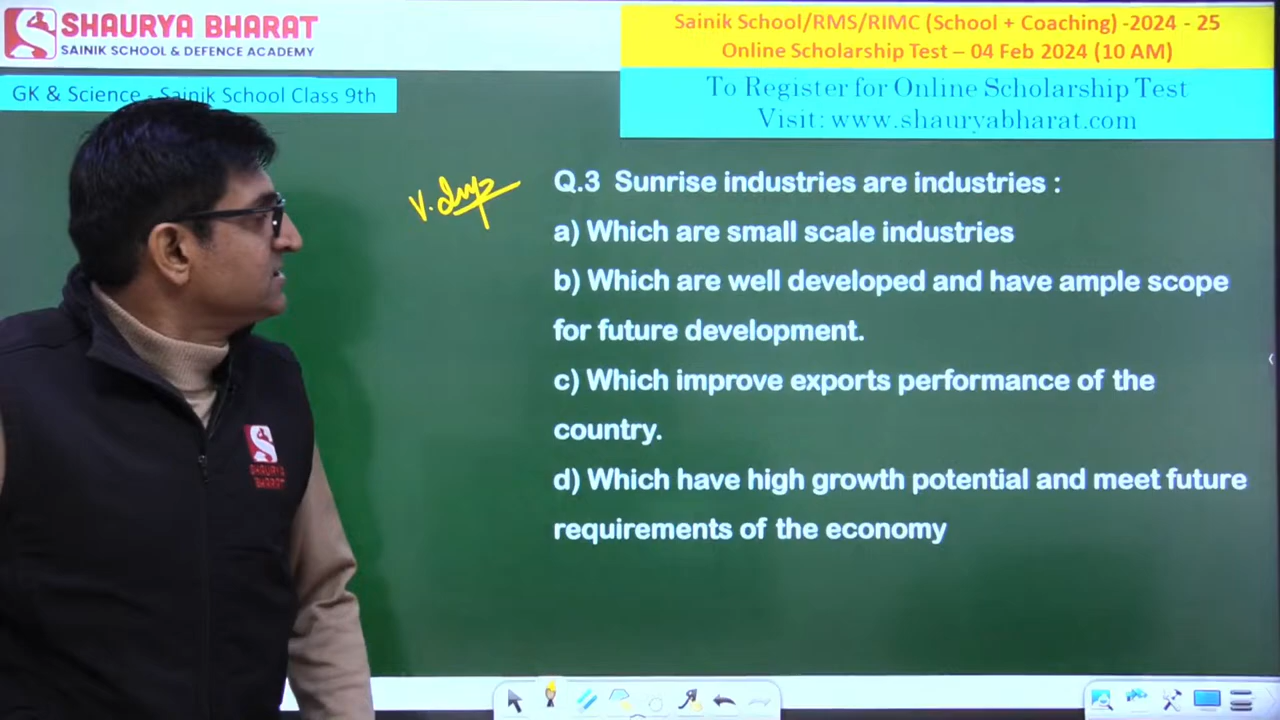 SHAURYA BHARAT
SAINIK SCHOOL & DEFENCE ACADEMY
Sainik School/RMS/RIMC (School + Coaching) -2024 - 25
Online Scholarship Test – 04 Feb 2024 (10 AM)
To Register for Online Scholarship Test
Visit: www.shauryabharat.com
GK & Science - Sainik School Class 9th
V. Imp
Q.3 Sunrise industries are industries :
a) Which are small scale industries
b) Which are well developed and have ample scope
for future development.
c) Which improve exports performance of the
country.
d) Which have high growth potential and meet future
requirements of the economy
SHAURYA
BHARAT